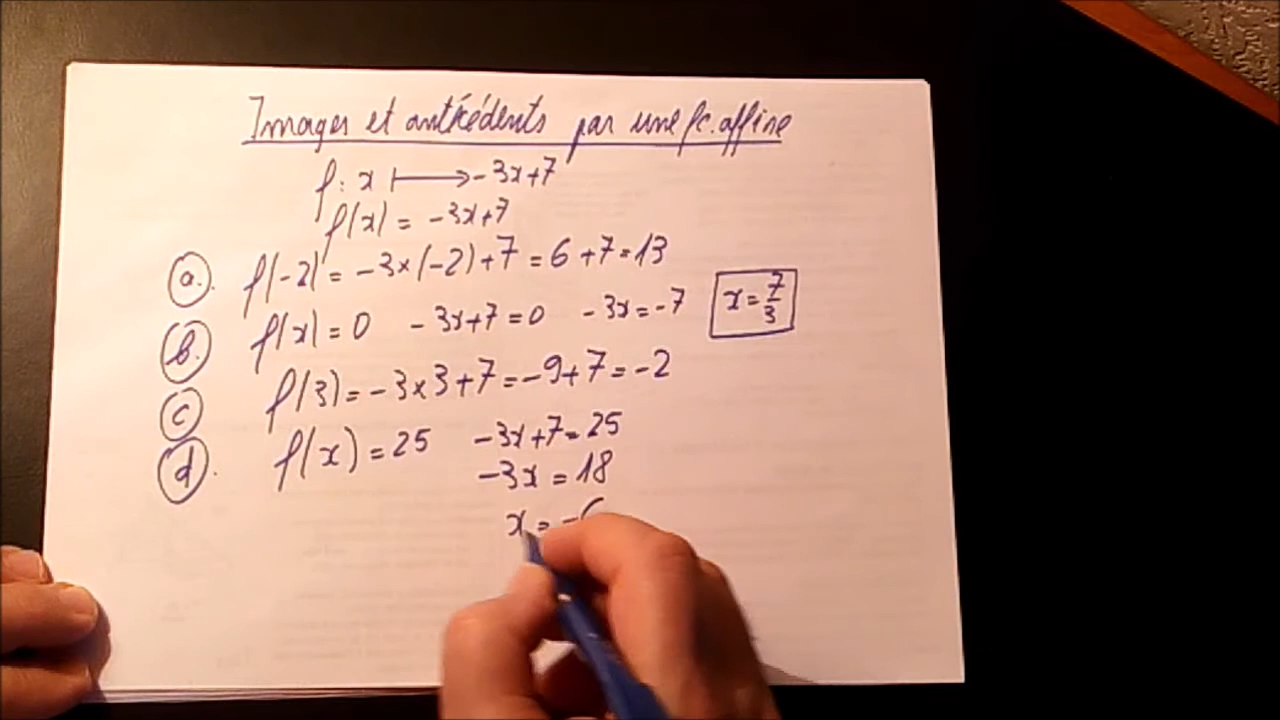 Images et antécédents par une fc. affine
f: x ⟼ -3x+7
f(x) = -3x+7
a. f(-2) = -3×(-2)+7 = 6+7=13
b. f(x)=0 -3x+7=0 -3x=-7 x=7/3
c f(3)=-3×3+7=-9+7=-2
d. f(x)=25 -3x+7=25
-3x=18
x=-6